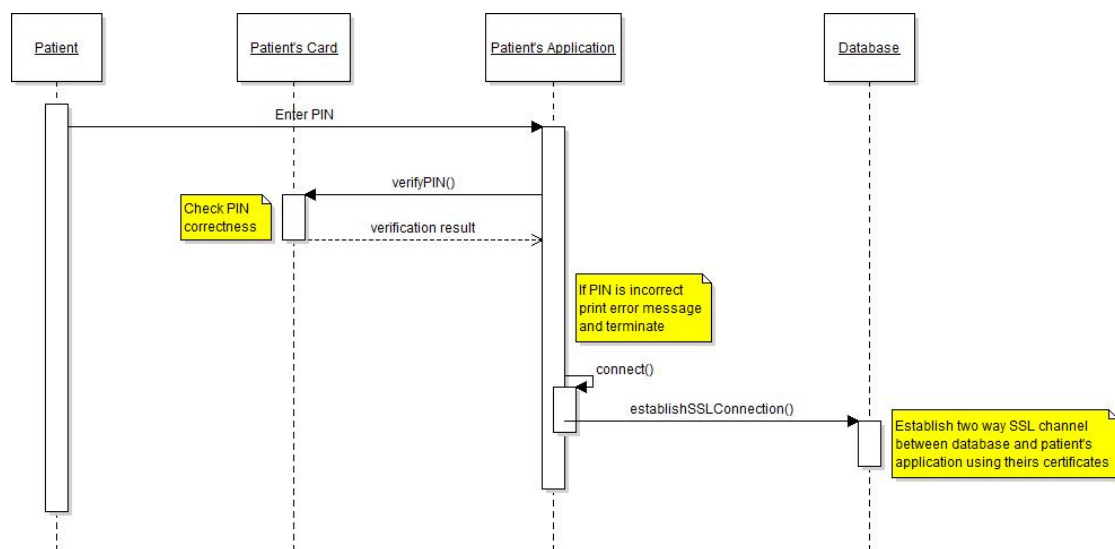 Patient
Patient's Card
Patient's Application
Database
Enter PIN
verifyPIN()
Check PIN
correctness
verification result
If PIN is incorrect
print error message
and terminate
connect()
establishSSLConnection()
Establish two way SSL channel
between database and patient's
application using theirs certificates